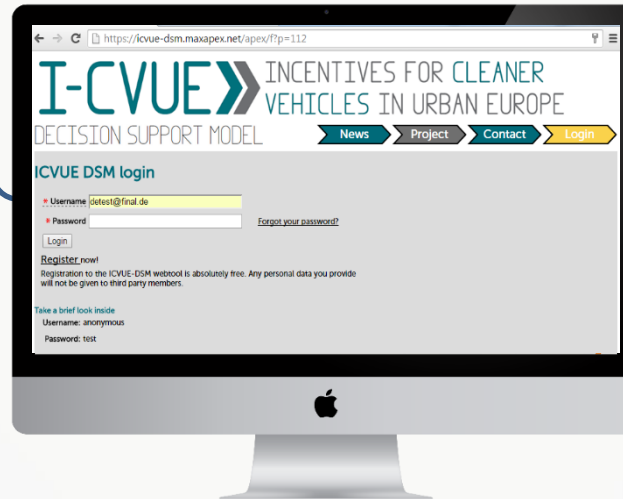 https://icvue-dsm.maxapex.net/apex/f?p=112
I-CVUE INCENTIVES FOR CLEANER
VEHICLES IN URBAN EUROPE
DECISION SUPPORT MODEL
News Project Contact Login
ICVUE DSM login
* Username detest@final.de
* Password Forgot your password?
Login
Register now!
Registration to the ICVUE-DSM webtool is absolutely free. Any personal data you provide
will not be given to third party members.
Take a brief look inside
Username: anonymous
Password: test